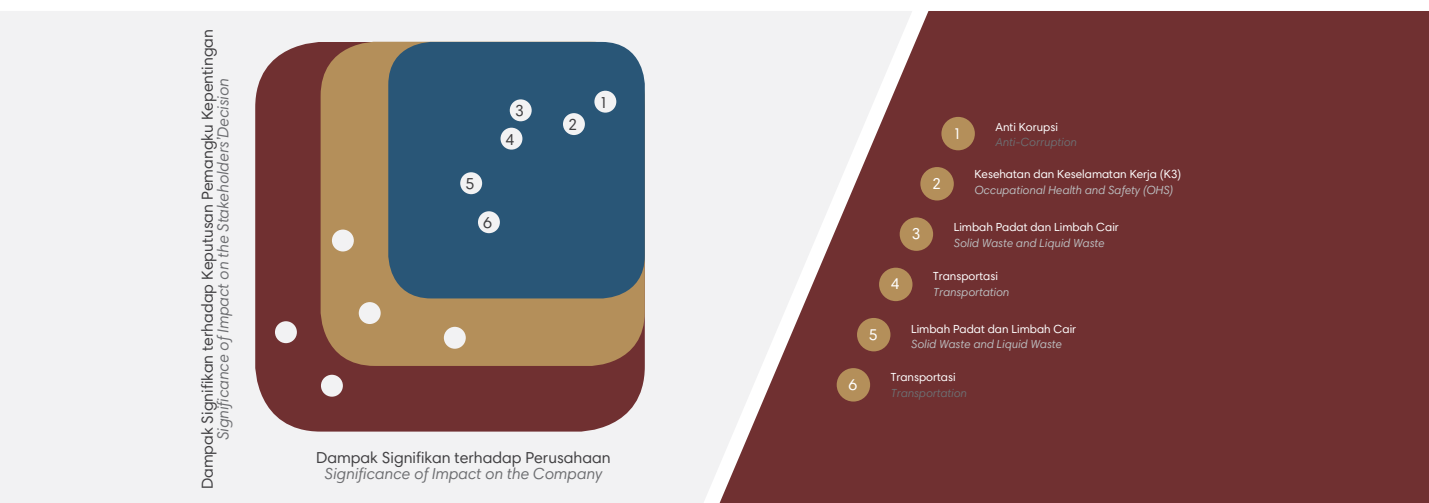 Dampak Signifikan terhadap Keputusan Pemangku Kepentingan
Significance of Impact on the Stakeholders'Decision
1
3
2
4
5
6
Dampak Signifikan terhadap Perusahaan
Significance of Impact on the Company
1
Anti Korupsi
Anti-Corruption
2
Kesehatan dan Keselamatan Kerja (K3)
Occupational Health and Safety (OHS)
3
Limbah Padat dan Limbah Cair
Solid Waste and Liquid Waste
4
Transportasi
Transportation
5
Limbah Padat dan Limbah Cair
Solid Waste and Liquid Waste
6
Transportasi
Transportation